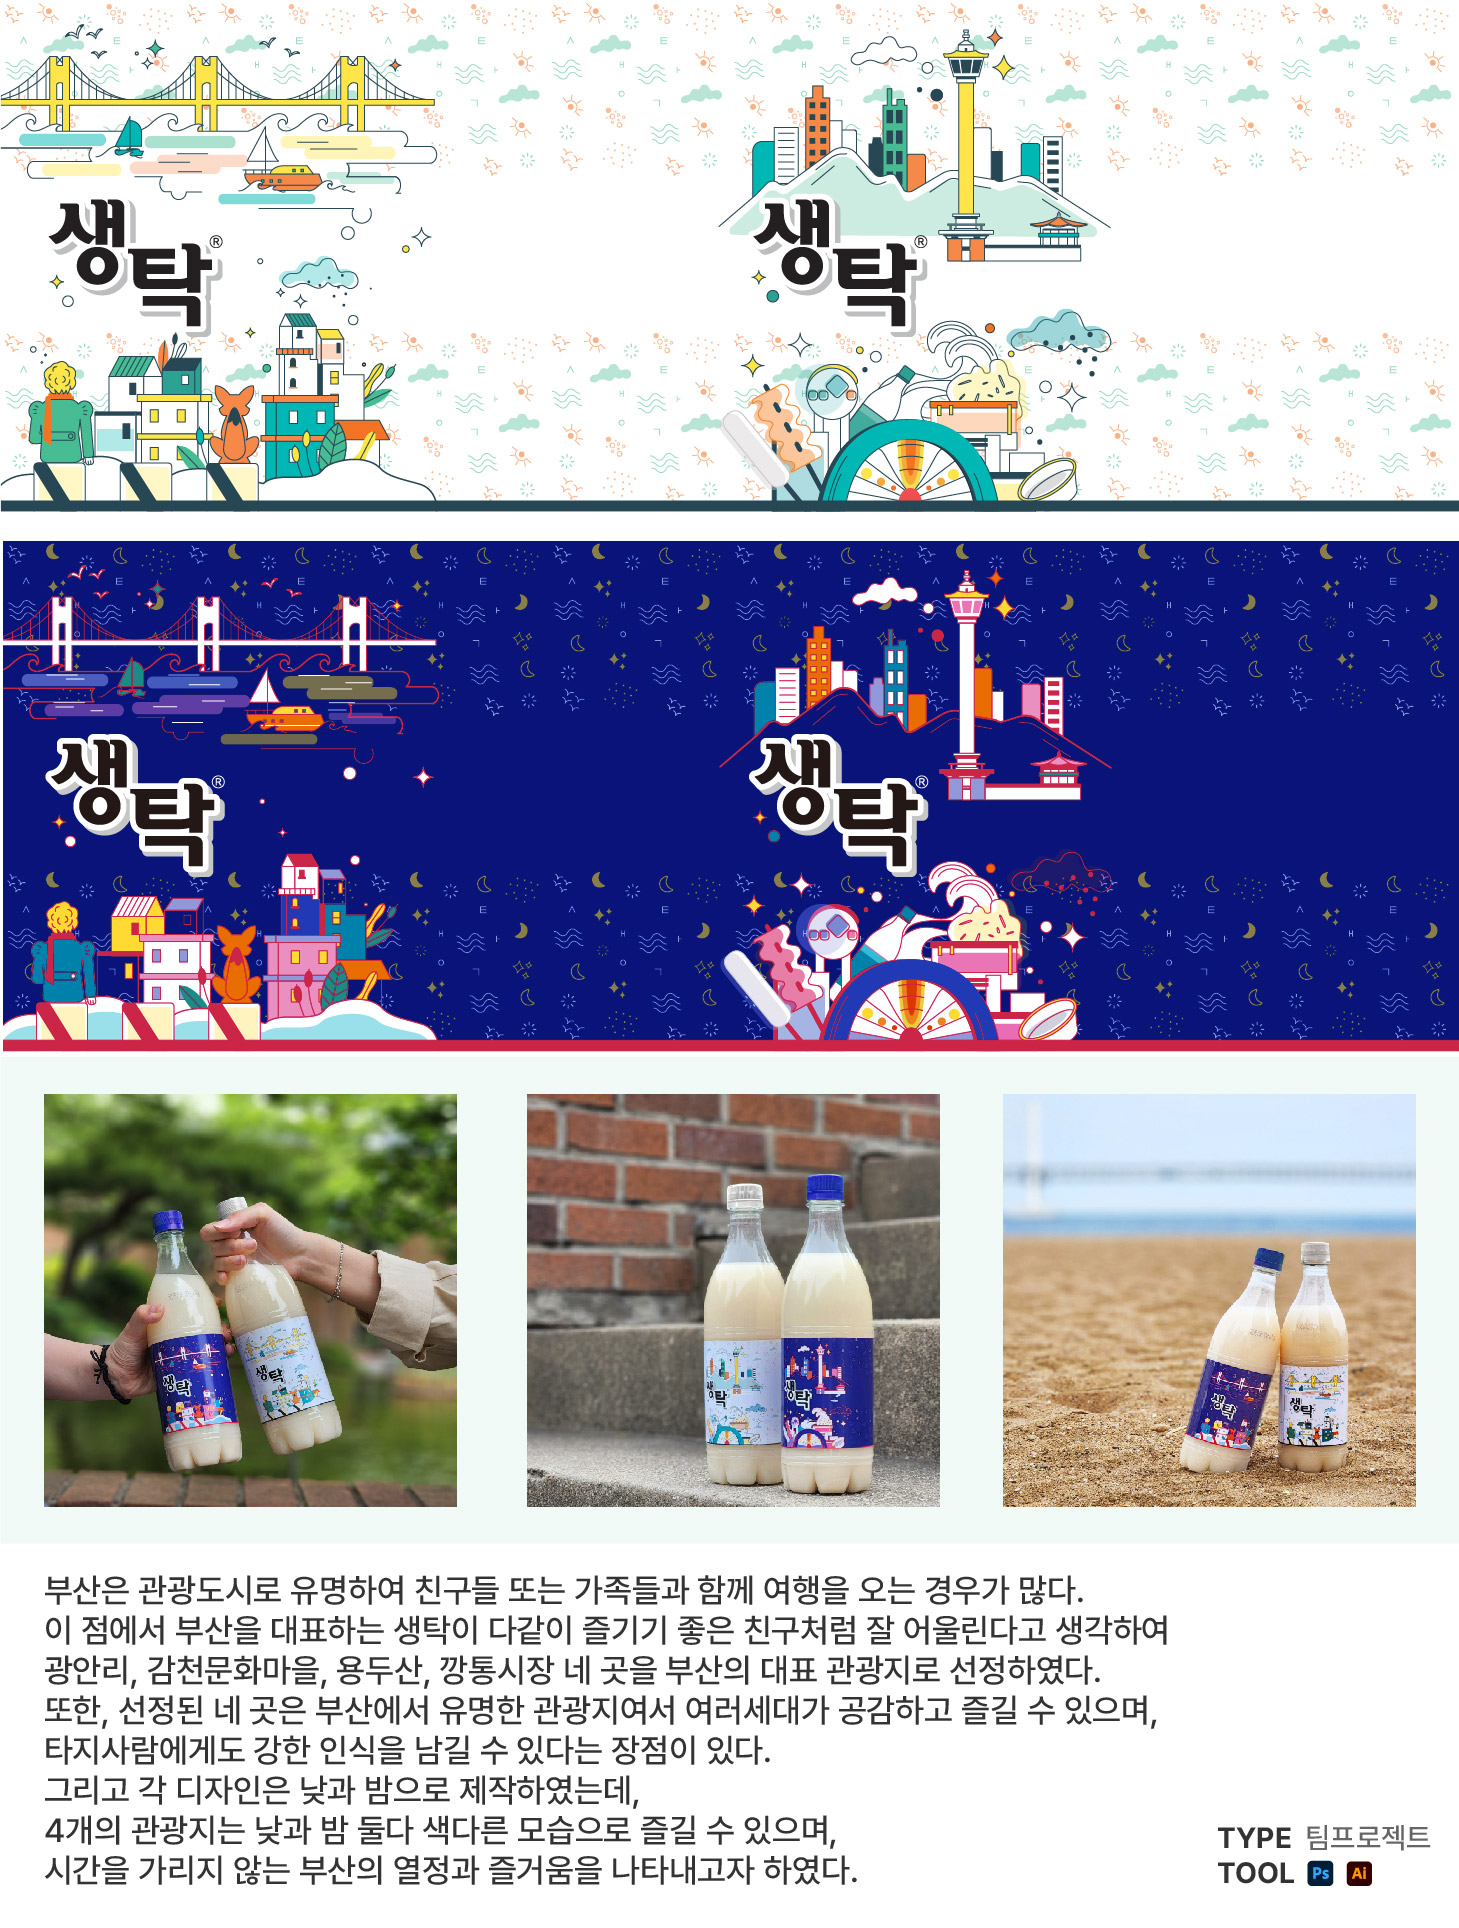 생탁®
생탁®
생탁®
생탁®
생탁
생탁
생탁
생탁
생탁
생탁
부산은 관광도시로 유명하여 친구들 또는 가족들과 함께 여행을 오는 경우가 많다.
이 점에서 부산을 대표하는 생탁이 다같이 즐기기 좋은 친구처럼 잘 어울린다고 생각하여
광안리, 감천문화마을, 용두산, 깡통시장 네 곳을 부산의 대표 관광지로 선정하였다.
또한, 선정된 네 곳은 부산에서 유명한 관광지여서 여러세대가 공감하고 즐길 수 있으며,
타지사람에게도 강한 인식을 남길 수 있다는 장점이 있다.
그리고 각 디자인은 낮과 밤으로 제작하였는데,
4개의 관광지는 낮과 밤 둘다 색다른 모습으로 즐길 수 있으며,
시간을 가리지 않는 부산의 열정과 즐거움을 나타내고자 하였다.
TYPE 팀프로젝트
TOOL Ps Ai